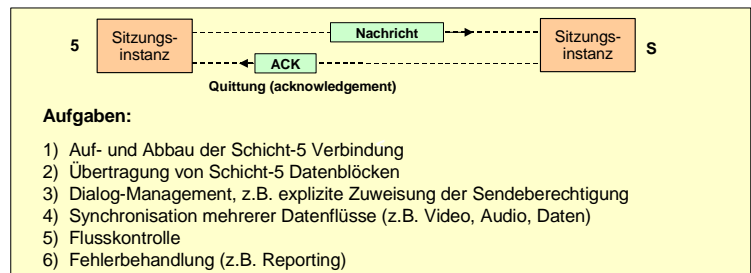 5
Sitzungs-
instanz
Nachricht
ACK
Quittung (acknowledgement)
Sitzungs-
instanz
S
Aufgaben:
1) Auf- und Abbau der Schicht-5 Verbindung
2) Übertragung von Schicht-5 Datenblöcken
3) Dialog-Management, z.B. explizite Zuweisung der Sendeberechtigung
4) Synchronisation mehrerer Datenflüsse (z.B. Video, Audio, Daten)
5) Flusskontrolle
6) Fehlerbehandlung (z.B. Reporting)